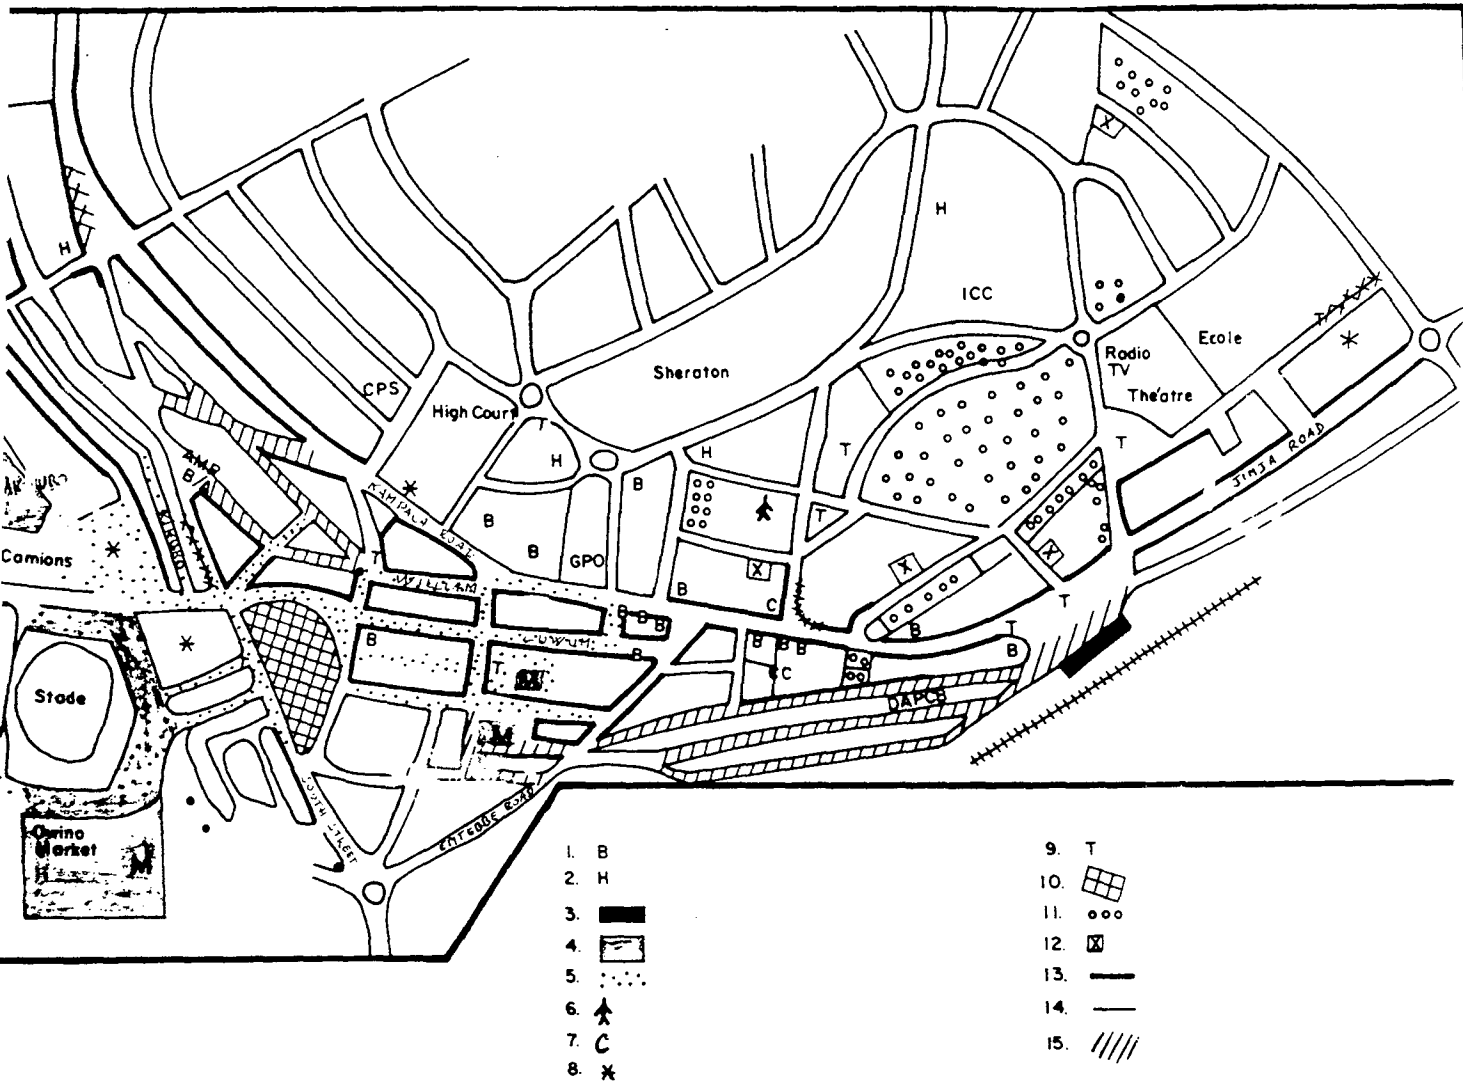 H
H
ICC
Radio
TV
Ecole
Théatre
Sheraton
CPS
High Court
T
H
H
T
T
JINJA ROAD
AMP
B/A
KAMPALA
ROAD
B
B
B
GPO
T
Camions
WILLIAM
T
B
C
T
B B B
B
B
T
B
B B B
C
LUWUM
B
T
M
DAPCB
Stade
M
SOUTH STREET
ENTEBBE ROAD
Owino
Market
H
M
1. B
2. H
3.
4.
5.
6.
7. C
8.
9. T
10.
11.
12.
13.
14.
15.